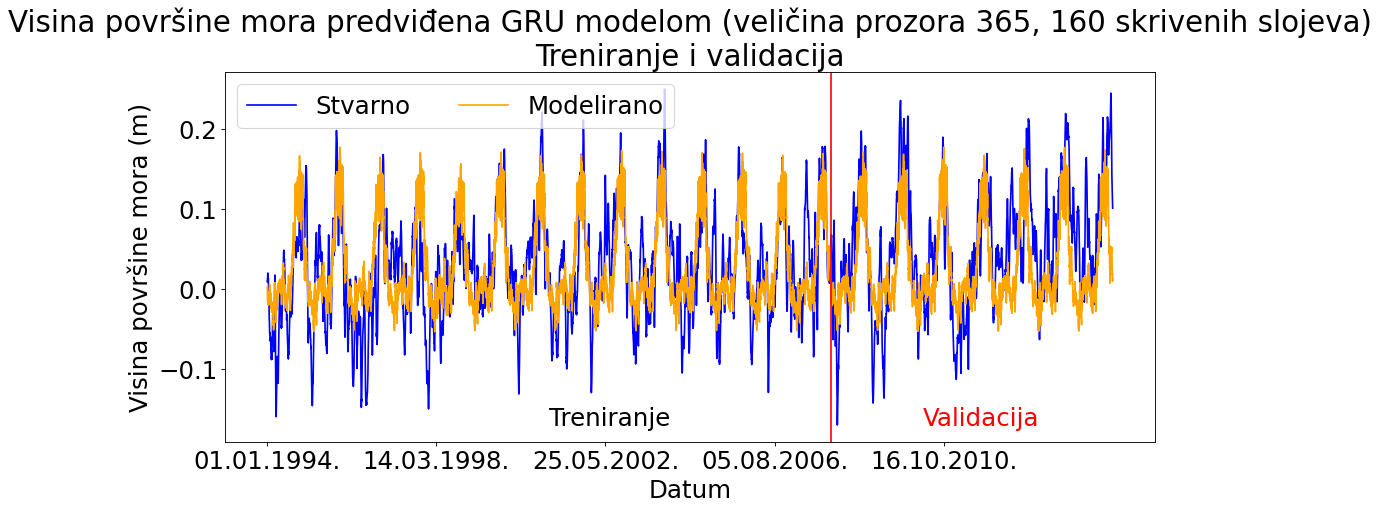 Visina površine mora predviđena GRU modelom (veličina prozora 365, 160 skrivenih slojeva)
Treniranje i validacija
Stvarno Modelirano
Visina površine mora (m)
0.2
0.1
0.0
−0.1
Treniranje Validacija
01.01.1994. 14.03.1998. 25.05.2002. 05.08.2006. 16.10.2010.
Datum